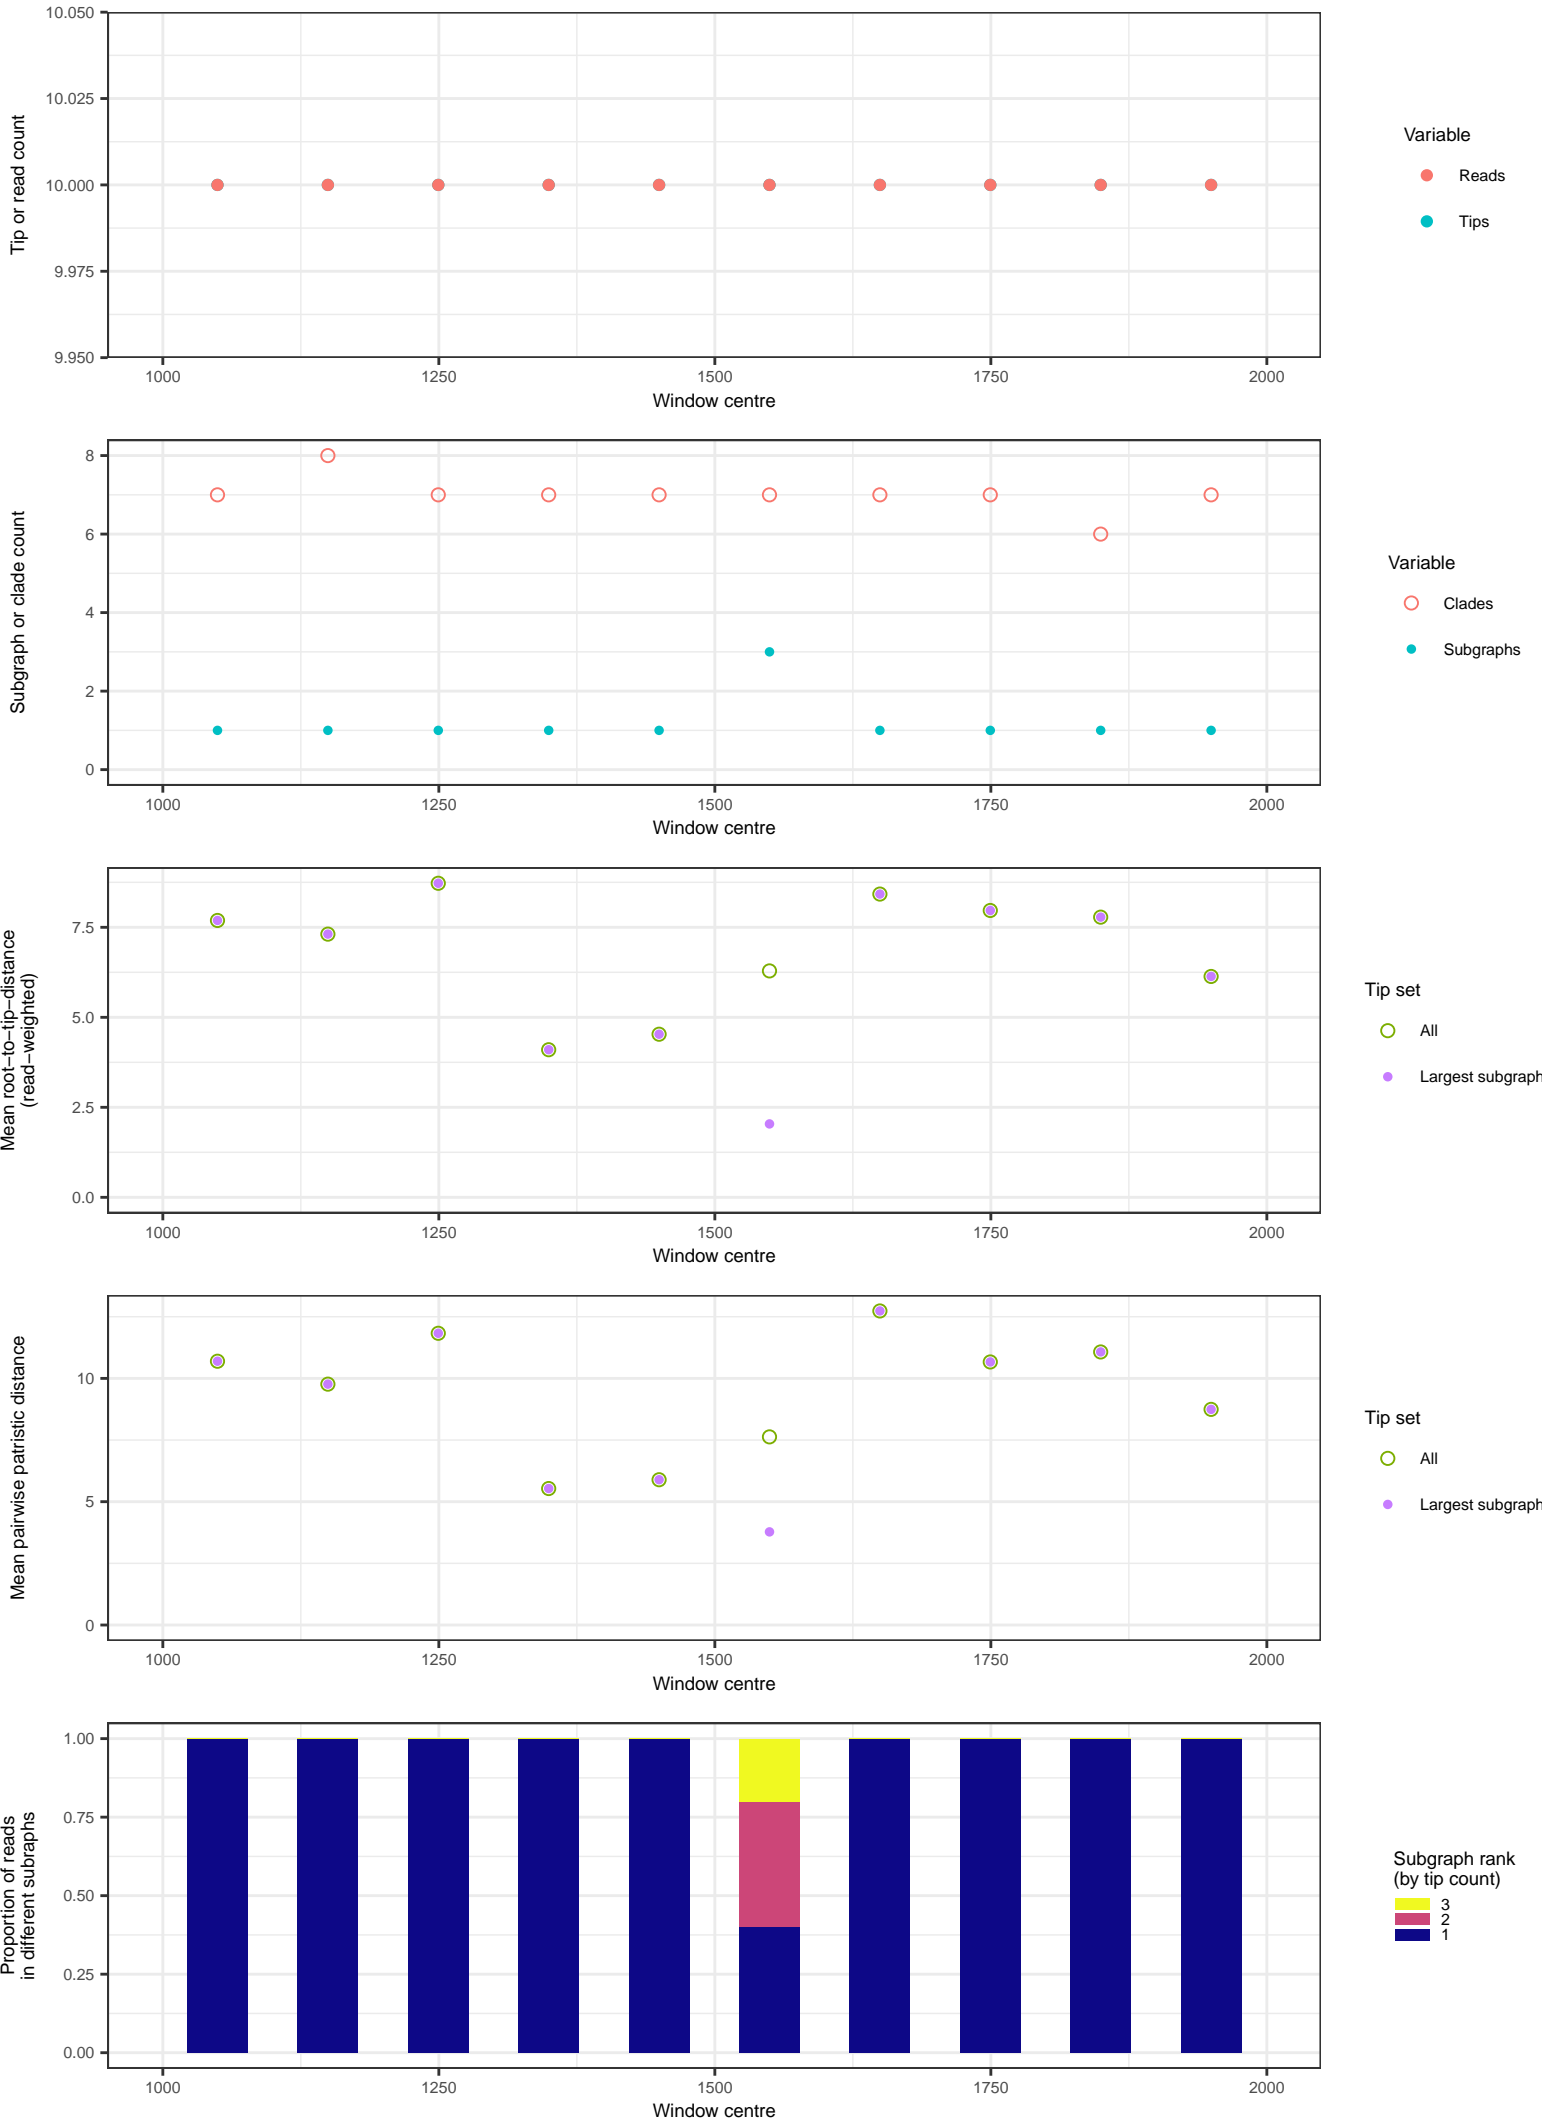 10.050
10.025
10.000
9.975
9.950
Tip or read count
1000 1250 1500 1750 2000
Window centre
Variable
Reads
Tips
8
6
4
2
0
Subgraph or clade count
1000 1250 1500 1750 2000
Window centre
Variable
Clades
Subgraphs
7.5
5.0
2.5
0.0
Mean root−to−tip−distance
(read−weighted)
1000 1250 1500 1750 2000
Window centre
Tip set
All
Largest subgraph
10
5
0
Mean pairwise patristic distance
1000 1250 1500 1750 2000
Window centre
Tip set
All
Largest subgraph
1.00
0.75
0.50
0.25
0.00
Proportion of reads
in different subraphs
1000 1250 1500 1750 2000
Window centre
Subgraph rank
(by tip count)
3
2
1